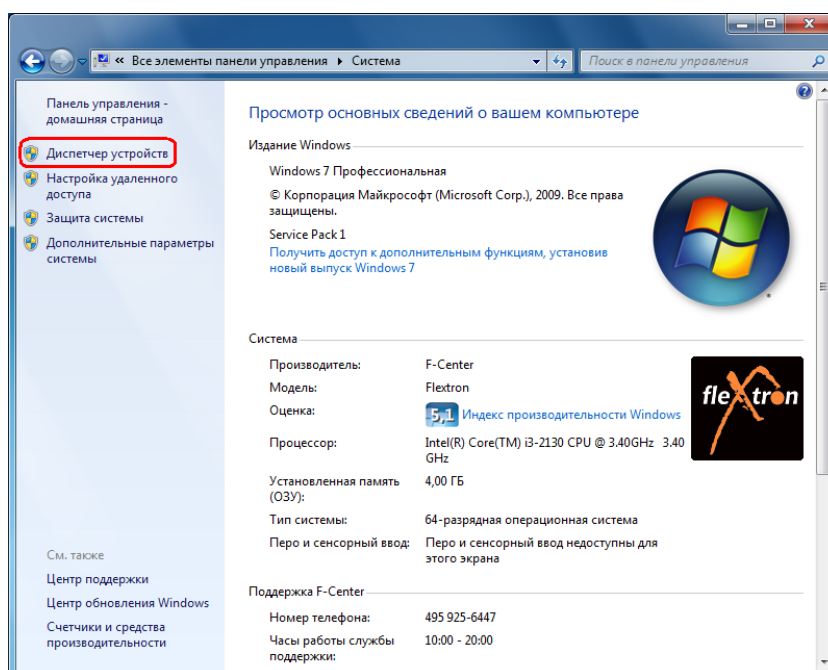 « Все элементы панели управления ▸ Система
Поиск в панели управления
Панель управления -
домашняя страница
Диспетчер устройств
Настройка удаленного
доступа
Защита системы
Дополнительные параметры
системы
См. также
Центр поддержки
Центр обновления Windows
Счетчики и средства
производительности
Просмотр основных сведений о вашем компьютере
Издание Windows
Windows 7 Профессиональная
© Корпорация Майкрософт (Microsoft Corp.), 2009. Все права
защищены.
Service Pack 1
Получить доступ к дополнительным функциям, установив
новый выпуск Windows 7
Система
Производитель: F-Center
Модель: Flextron
Оценка: 5,1 Индекс производительности Windows
Процессор: Intel(R) Core(TM) i3-2130 CPU @ 3.40GHz 3.40
GHz
Установленная память 4,00 ГБ
(ОЗУ):
Тип системы: 64-разрядная операционная система
Перо и сенсорный ввод: Перо и сенсорный ввод недоступны для
этого экрана
fleXtron
Поддержка F-Center
Номер телефона: 495 925-6447
Часы работы службы 10:00 - 20:00
поддержки: